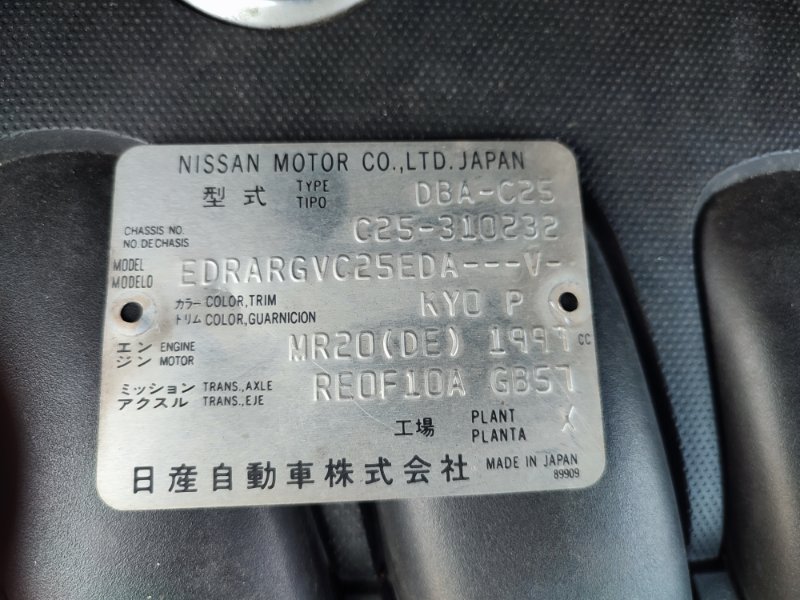 NISSAN MOTOR CO.,LTD. JAPAN
型式 TYPE TIPO DBA-C25
CHASSIS NO. NO DE CHASIS C25-310232
MODEL MODELO EDRARGVC25EDA---V-
カラー COLOR,TRIM トリム COLOR,GUARNICION KY0 P
エンジン ENGINE MOTOR MR20(DE) 1997 cc
ミッション TRANS.,AXLE アクスル TRANS.,EJE RE0F10A GB57
工場 PLANT PLANTA X
日産自動車株式会社 MADE IN JAPAN
89909